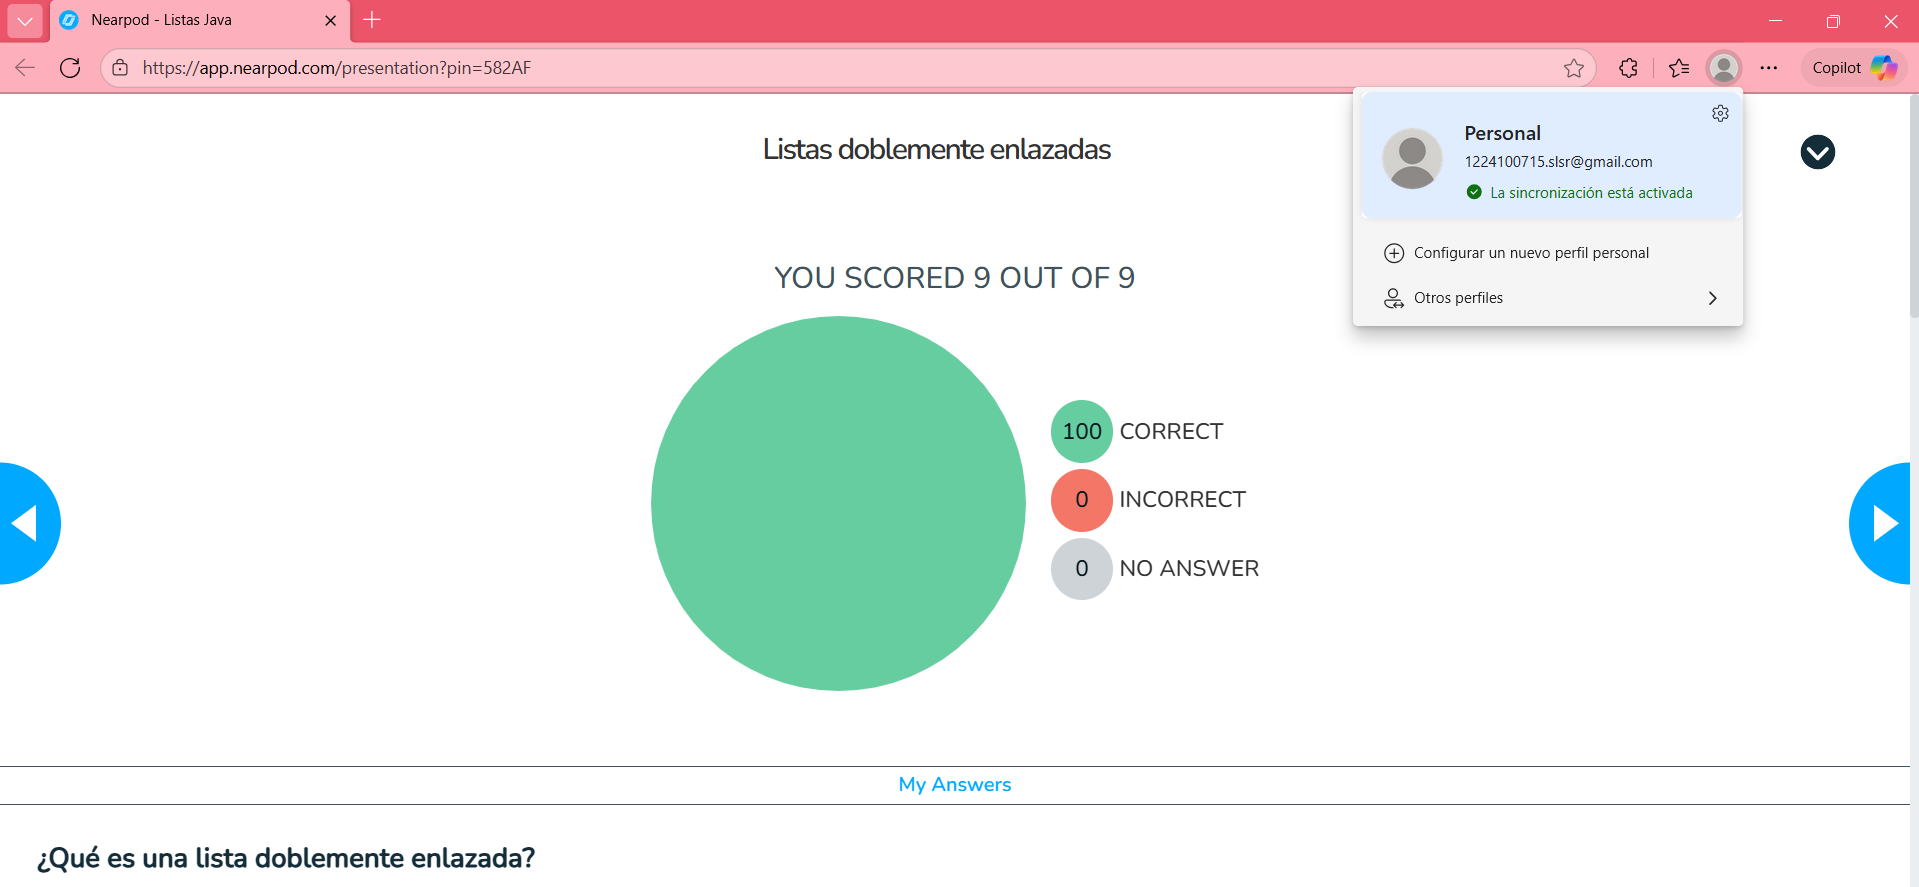 Nearpod - Listas Java
https://app.nearpod.com/presentation?pin=582AF
Copilot
Listas doblemente enlazadas
Personal
1224100715.slsr@gmail.com
La sincronización está activada
Configurar un nuevo perfil personal
Otros perfiles
YOU SCORED 9 OUT OF 9
100 CORRECT
0 INCORRECT
0 NO ANSWER
My Answers
¿Qué es una lista doblemente enlazada?